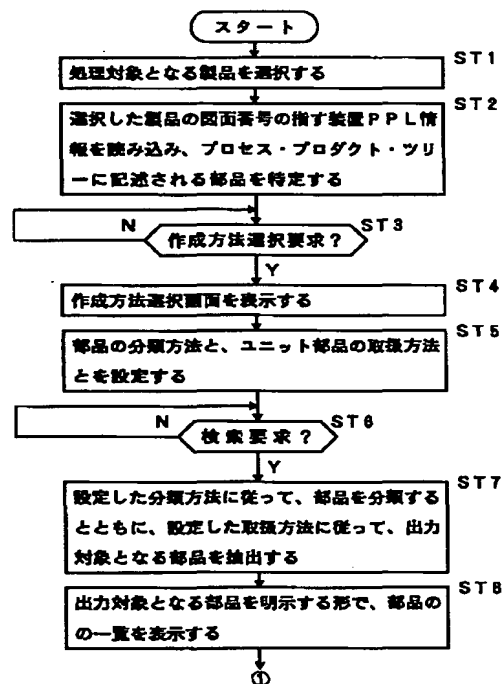 スタート
ST1
処理対象となる製品を選択する
ST2
選択した製品の図面番号の指す装置PPL情
報を読み込み、プロセス・プロダクト・ツリ
ーに記述される部品を特定する
ST3
N
作成方法選択要求?
Y
ST4
作成方法選択画面を表示する
ST5
部品の分類方法と、ユニット部品の取扱方法
とを設定する
ST6
N
検索要求?
Y
ST7
設定した分類方法に従って、部品を分類する
とともに、設定した取扱方法に従って、出力
対象となる部品を抽出する
ST8
出力対象となる部品を明示する形で、部品の
の一覧を表示する
①